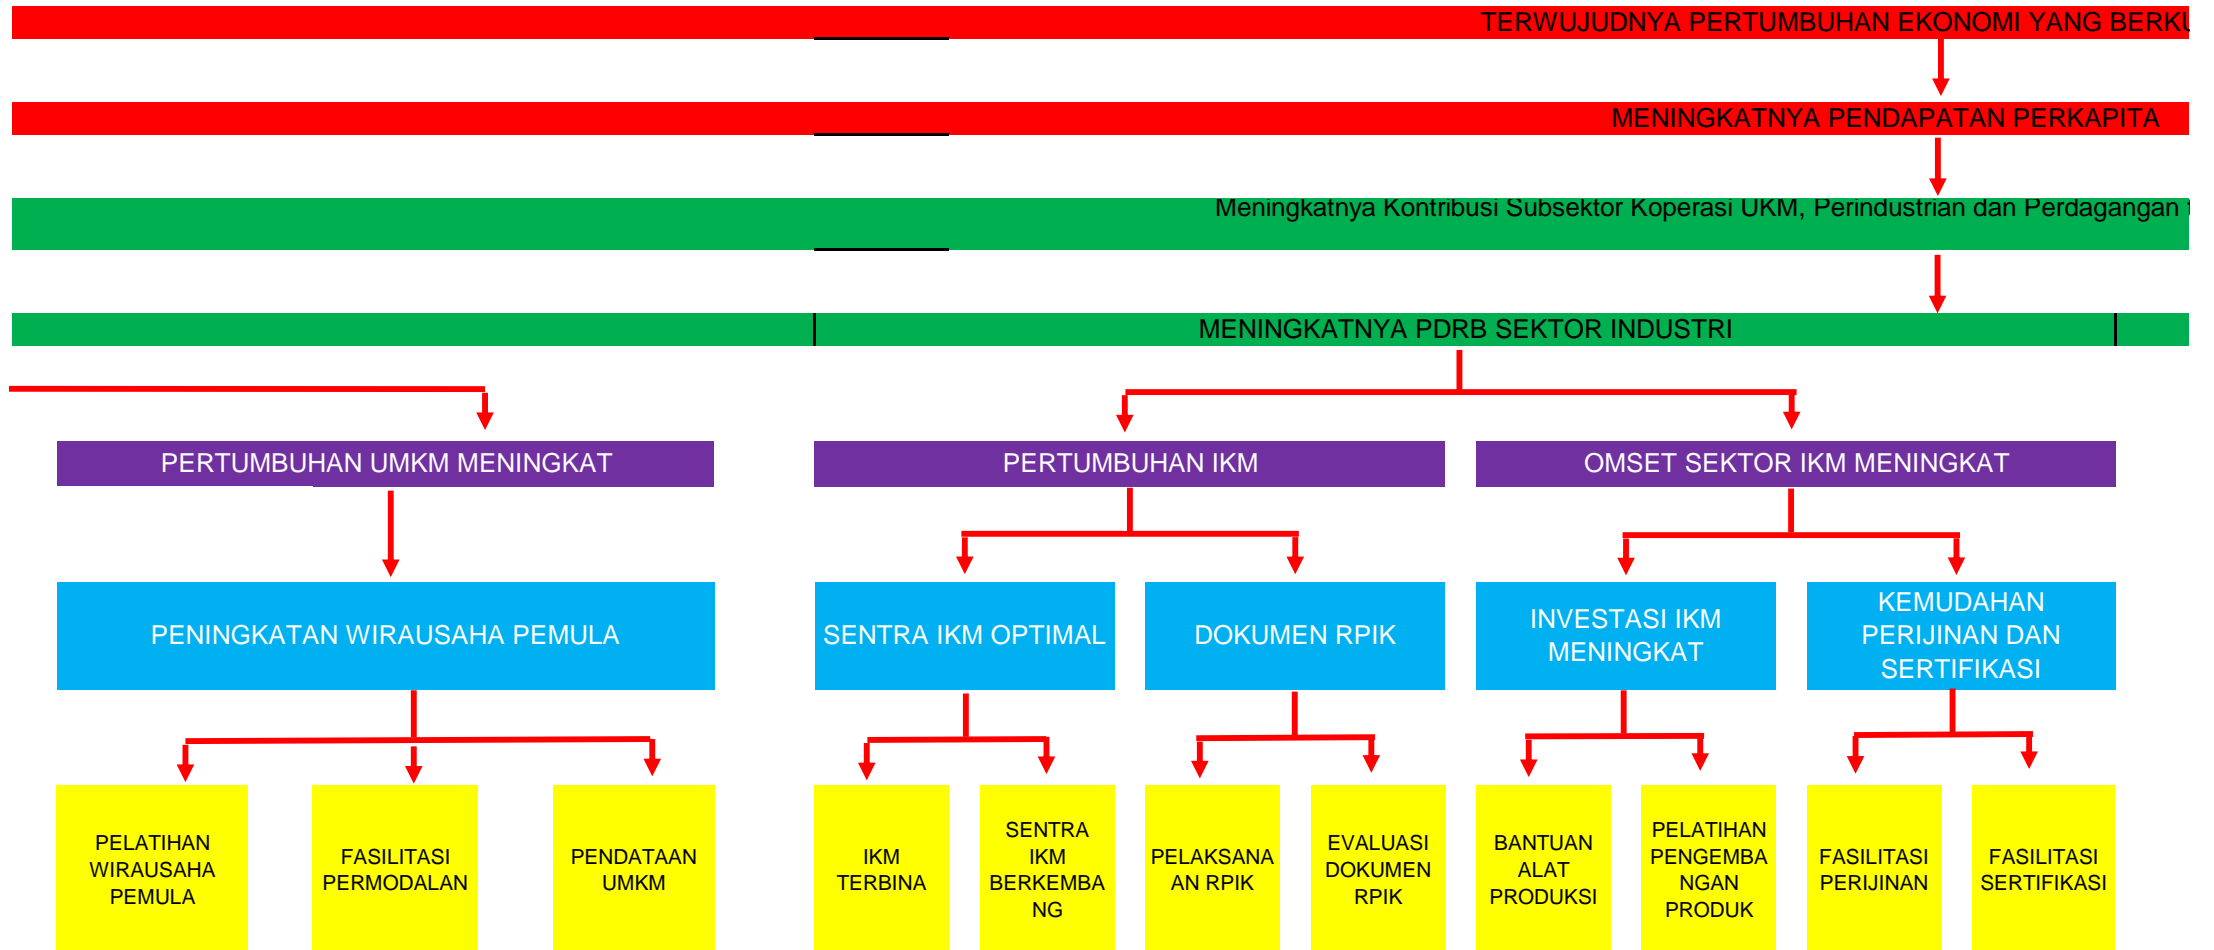 TERWUJUDNYA PERTUMBUHAN EKONOMI YANG
MENINGKATNYA PENDAPATAN PERKAPITA
Meningkatnya Kontribusi Subsektor Koperasi UKM, Perindustrian dan Perdagangan
MENINGKATNYA PDRB SEKTOR INDUSTRI
PERTUMBUHAN UMKM MENINGKAT
PERTUMBUHAN IKM
OMSET SEKTOR IKM MENINGKAT
PENINGKATAN WIRAUSAHA PEMULA
SENTRA IKM OPTIMAL
DOKUMEN RPIK
INVESTASI IKM
MENINGKAT
KEMUDAHAN
PERIJINAN DAN
SERTIFIKASI
PELATIHAN
WIRAUSAHA
PEMULA
FASILITASI
PERMODALAN
PENDATAAN
UMKM
IKM
TERBINA
SENTRA
IKM
BERKEMBA
NG
PELAKSANA
AN RPIK
EVALUASI
DOKUMEN
RPIK
BANTUAN
ALAT
PRODUKSI
PELATIHAN
PENGEMBA
NGAN
PRODUK
FASILITASI
PERIJINAN
FASILITASI
SERTIFIKASI